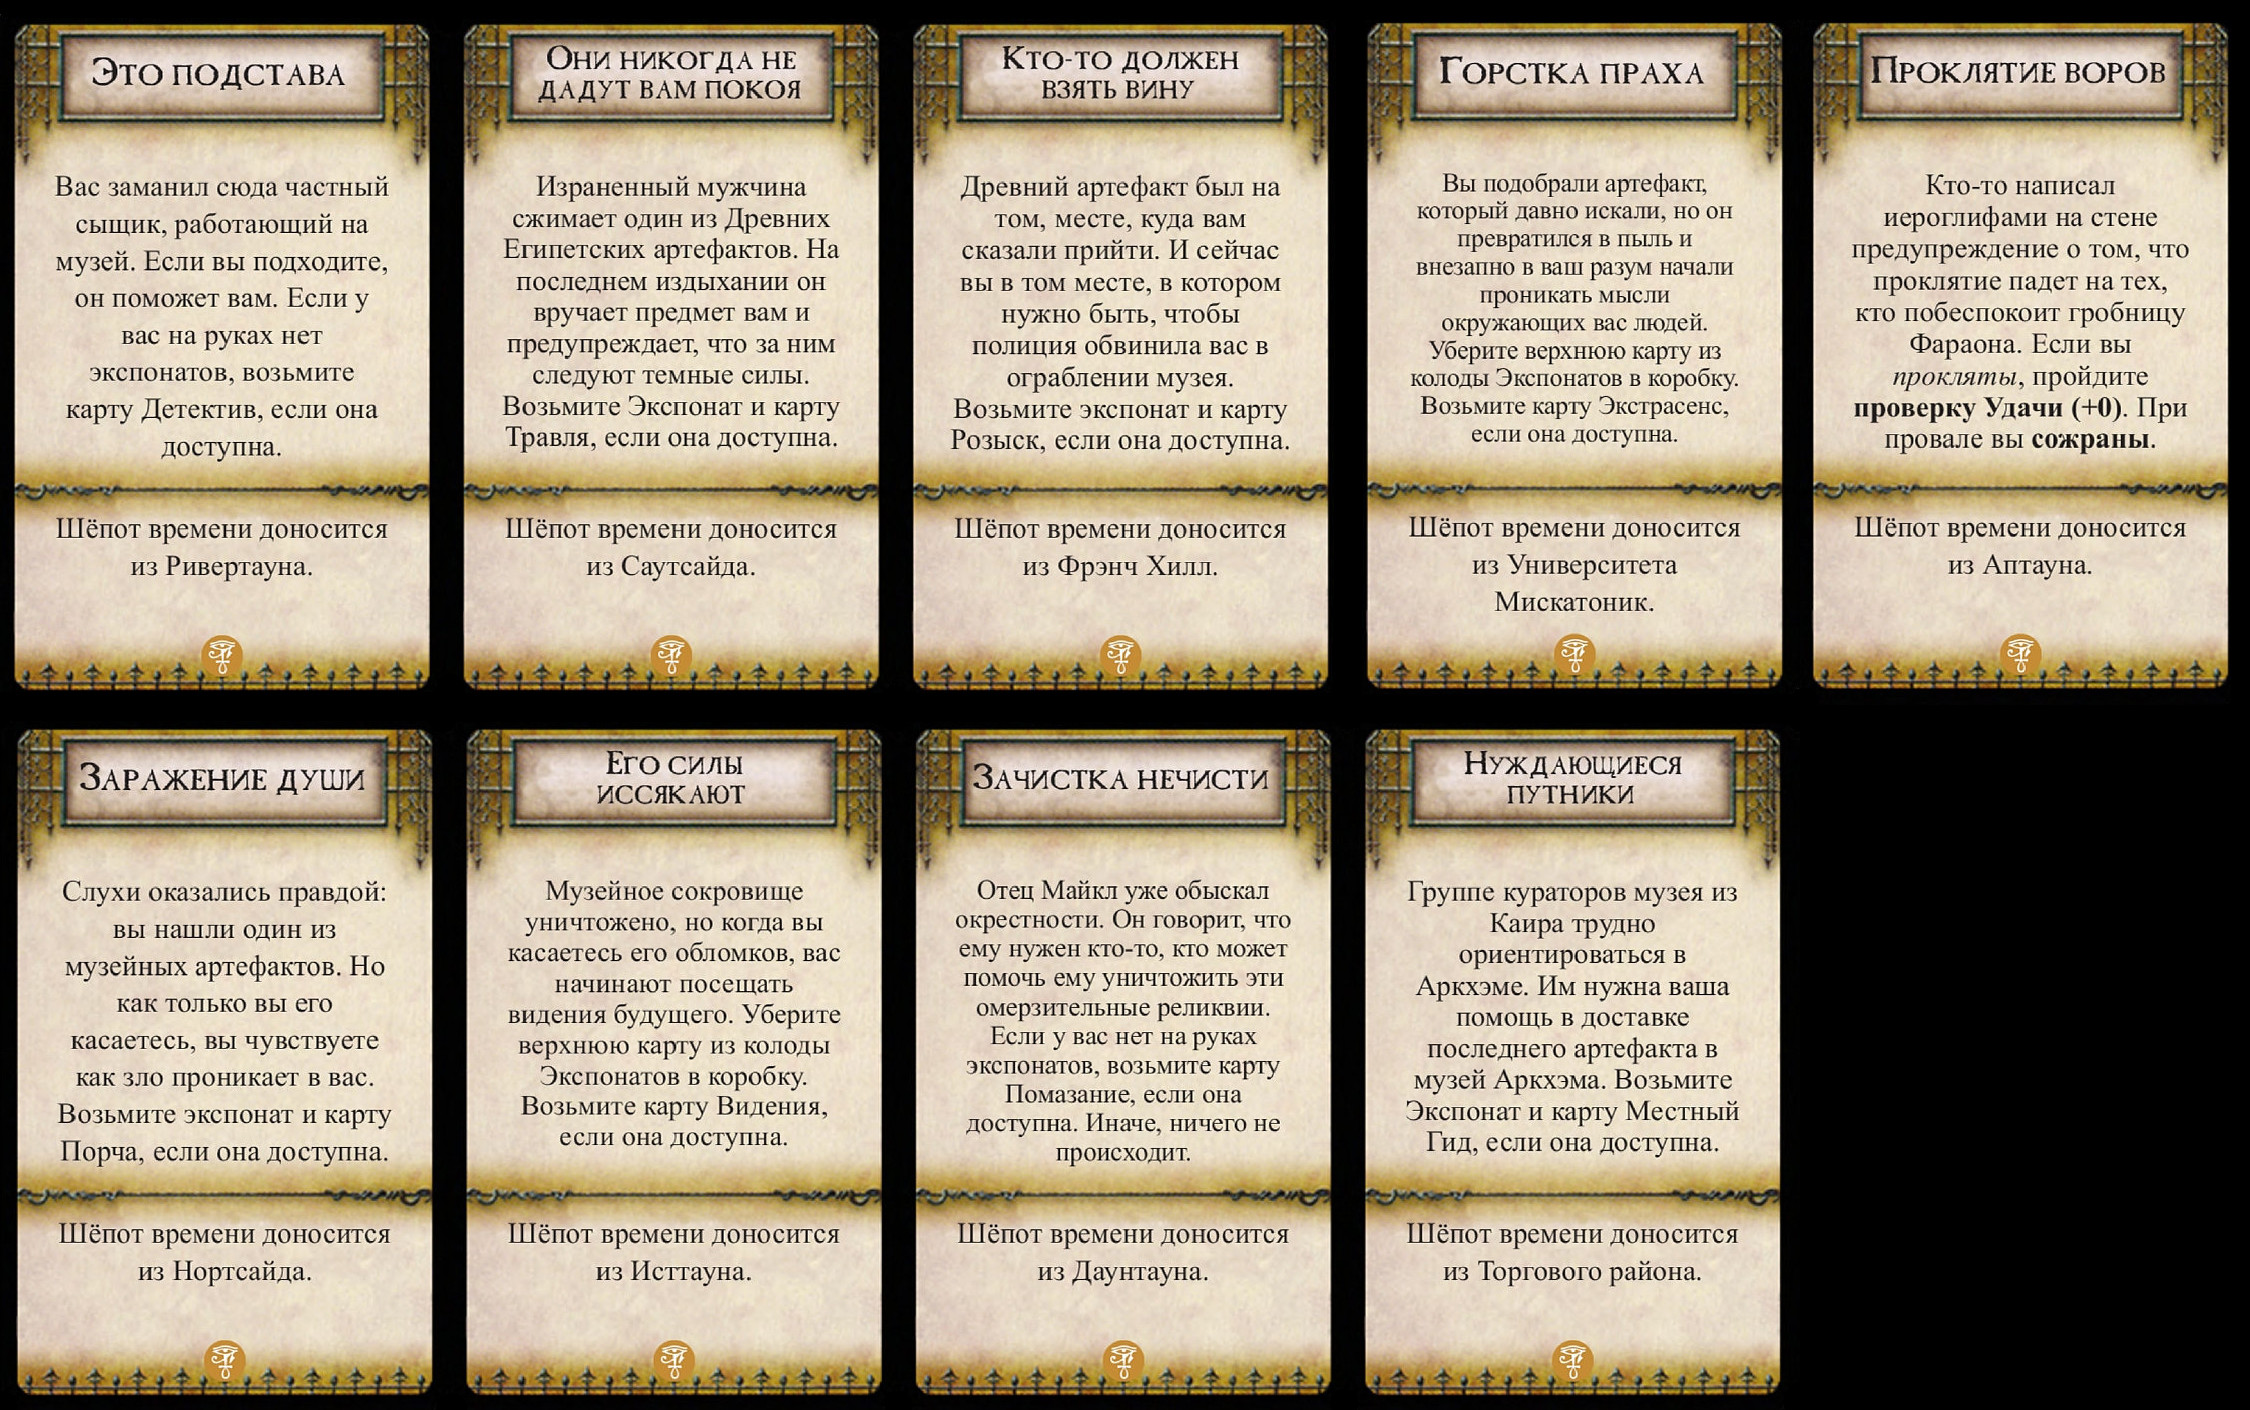 Это подстава
Вас заманил сюда частный
сыщик, работающий на
музей. Если вы подходите,
он поможет вам. Если у
вас на руках нет
экспонатов, возьмите
карту Детектив, если она
доступна.
Шёпот времени доносится
из Ривертауна.
Они никогда не
дадут вам покоя
Израненный мужчина
сжимает один из Древних
Египетских артефактов. На
последнем издыхании он
вручает предмет вам и
предупреждает, что за ним
следуют темные силы.
Возьмите Экспонат и карту
Травля, если она доступна.
Шёпот времени доносится
из Саутсайда.
Кто-то должен
взять вину
Древний артефакт был на
том, месте, куда вам
сказали прийти. И сейчас
вы в том месте, в котором
нужно быть, чтобы
полиция обвинила вас в
ограблении музея.
Возьмите экспонат и карту
Розыск, если она доступна.
Шёпот времени доносится
из Фрэнч Хилл.
Горстка праха
Вы подобрали артефакт,
который давно искали, но он
превратился в пыль и
внезапно в ваш разум начали
проникать мысли
окружающих вас людей.
Уберите верхнюю карту из
колоды Экспонатов в коробку.
Возьмите карту Экстрасенс,
если она доступна.
Шёпот времени доносится
из Университета
Мискатоник.
Проклятие воров
Кто-то написал
иероглифами на стене
предупреждение о том, что
проклятие падет на тех,
кто побеспокоит гробницу
Фараона. Если вы
прокляты, пройдите
проверку Удачи (+0). При
провале вы сожраны.
Шёпот времени доносится
из Аптауна.
Заражение души
Слухи оказались правдой:
вы нашли один из
музейных артефактов. Но
как только вы его
касаетесь, вы чувствуете
как зло проникает в вас.
Возьмите экспонат и карту
Порча, если она доступна.
Шёпот времени доносится
из Нортсайда.
Его силы
иссякают
Музейное сокровище
уничтожено, но когда вы
касаетесь его обломков, вас
начинают посещать
видения будущего. Уберите
верхнюю карту из колоды
Экспонатов в коробку.
Возьмите карту Видения,
если она доступна.
Шёпот времени доносится
из Исттауна.
Зачистка нечисти
Отец Майкл уже обыскал
окрестности. Он говорит, что
ему нужен кто-то, кто может
помочь ему уничтожить эти
омерзительные реликвии.
Если у вас нет на руках
экспонатов, возьмите карту
Помазание, если она
доступна. Иначе, ничего не
происходит.
Шёпот времени доносится
из Даунтауна.
Нуждающиеся
путники
Группе кураторов музея из
Каира трудно
ориентироваться в
Аркхэме. Им нужна ваша
помощь в доставке
последнего артефакта в
музей Аркхэма. Возьмите
Экспонат и карту Местный
Гид, если она доступна.
Шёпот времени доносится
из Торгового района.